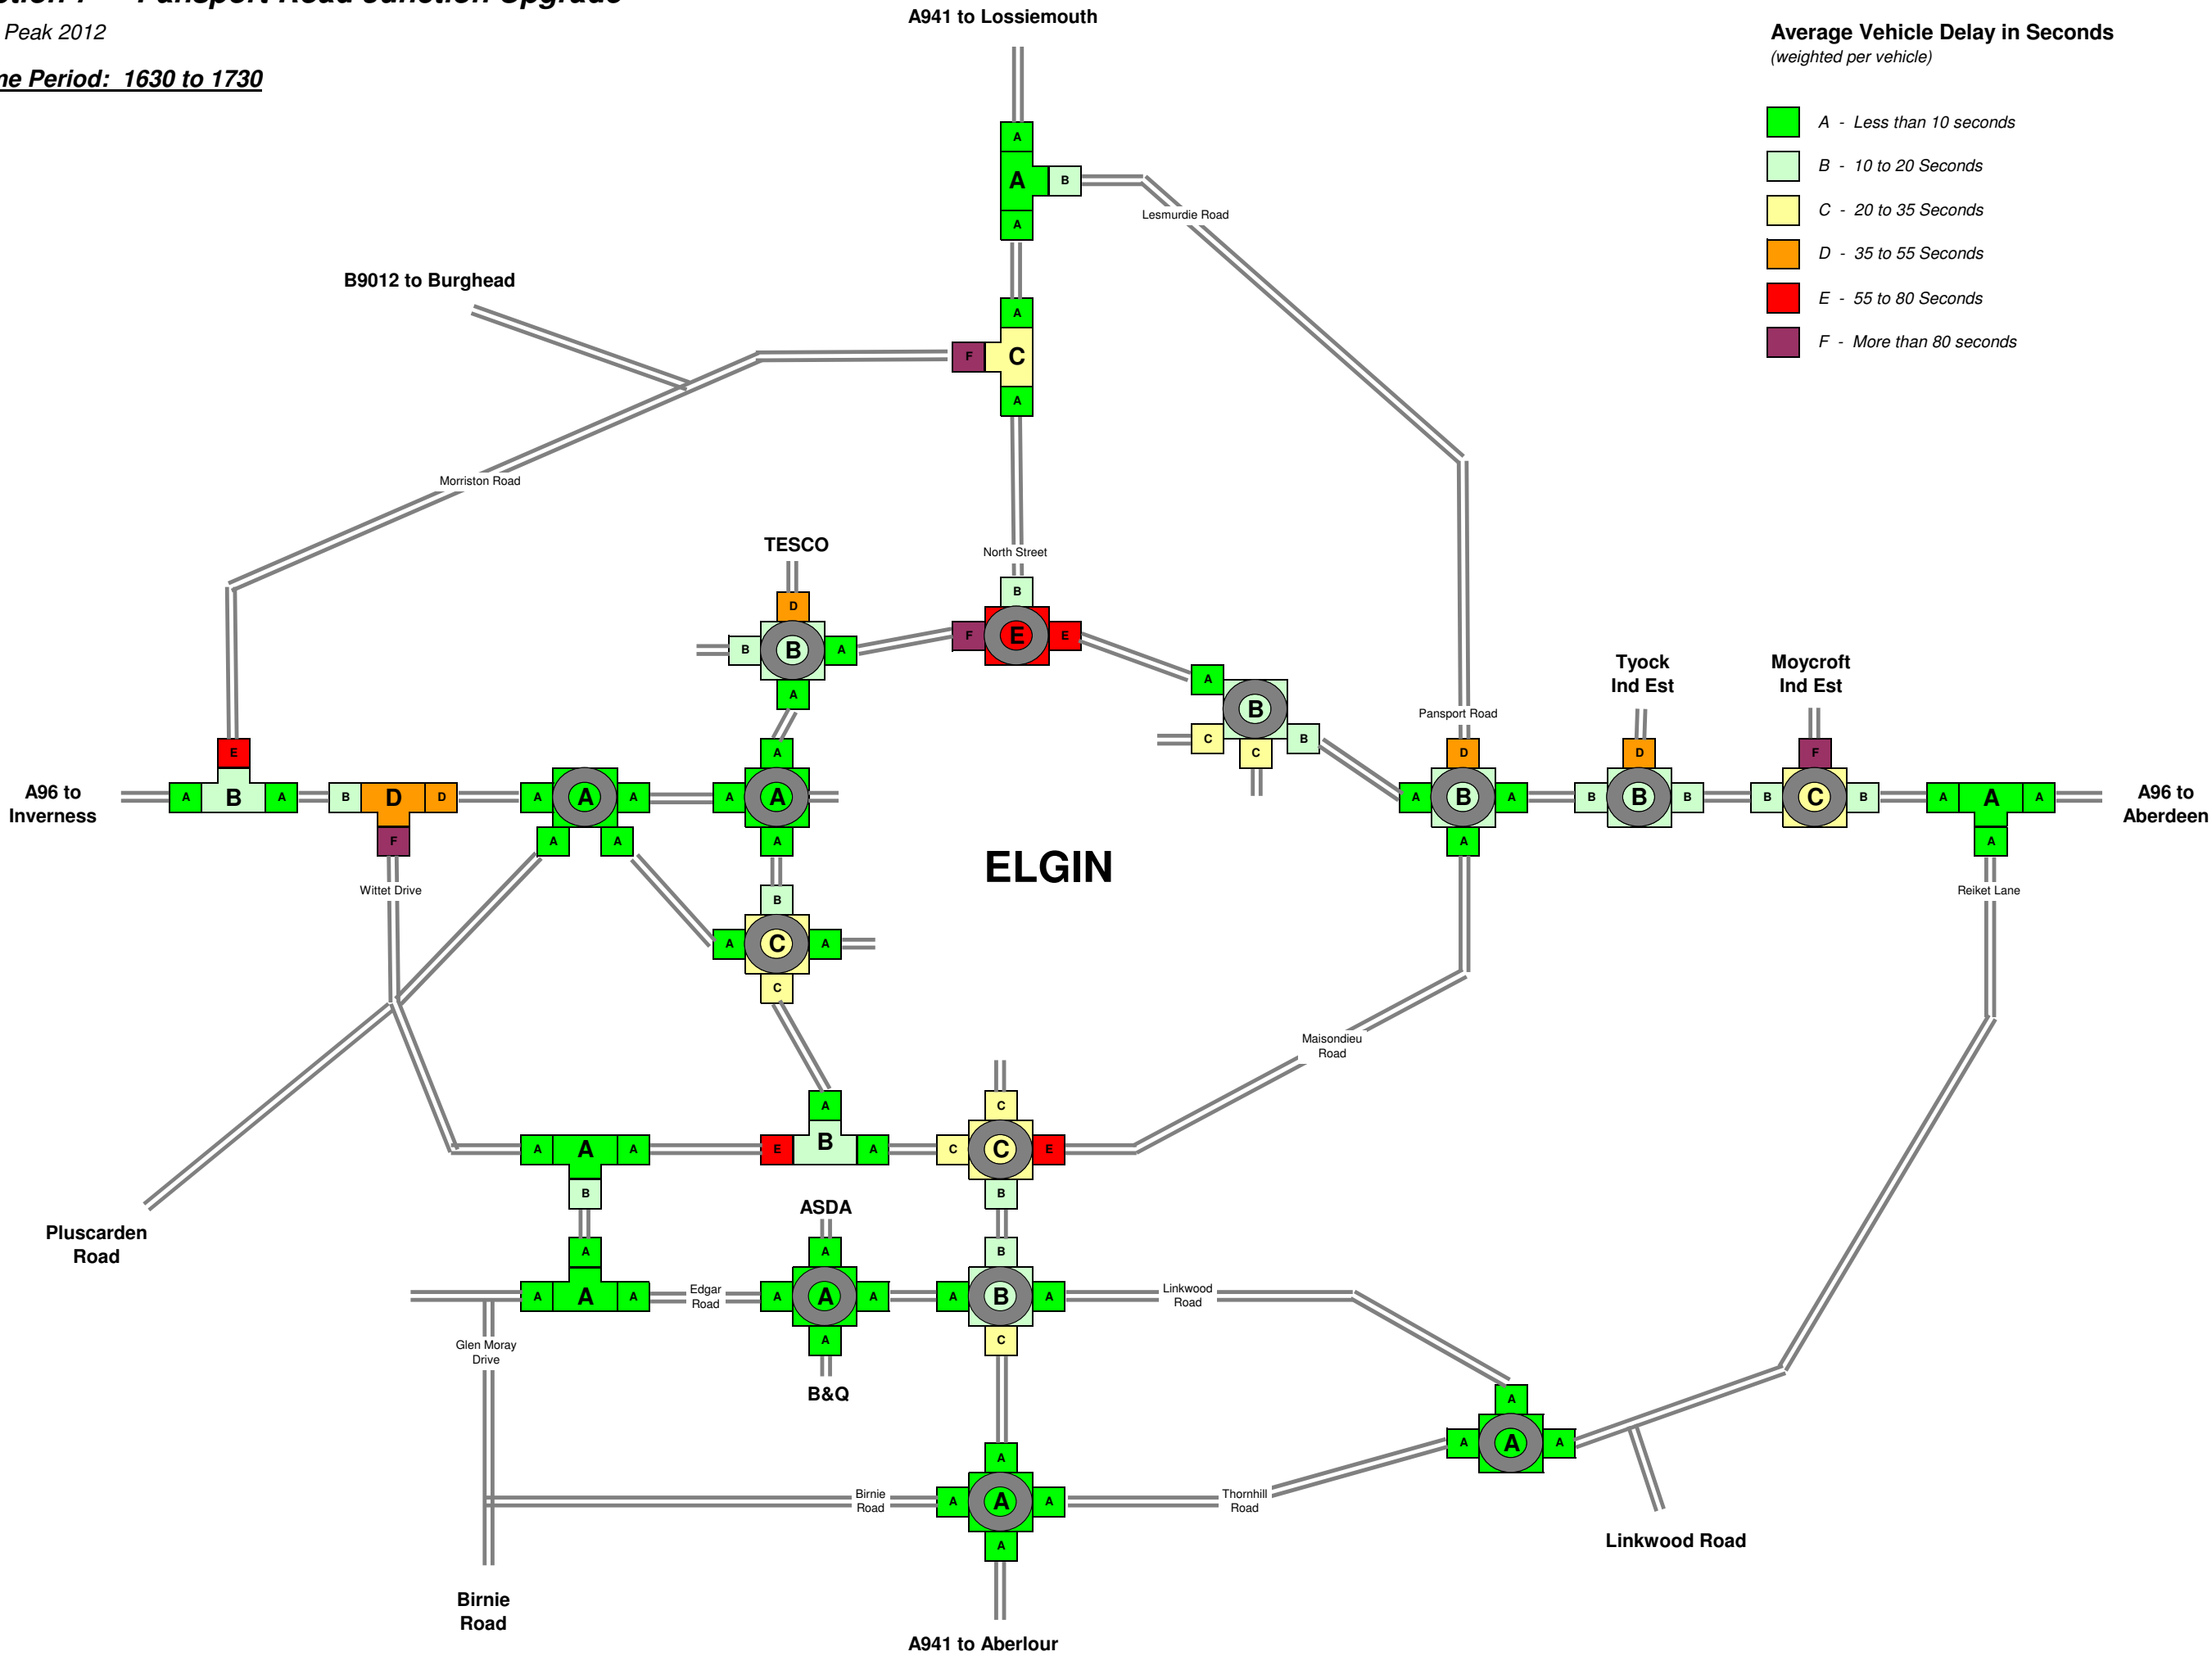 Pansport Road Junction Upgrade
Peak 2012
Period: 1630 to 1730
A941 to Lossiemouth
Average Vehicle Delay in Seconds
(weighted per vehicle)
A - Less than 10 seconds
B - 10 to 20 Seconds
C - 20 to 35 Seconds
D - 35 to 55 Seconds
E - 55 to 80 Seconds
F - More than 80 seconds
A
A B
A
Lesmurdie Road
B9012 to Burghead
A
F C
A
Morriston Road
TESCO
North Street
D
B B A
A
B
F E E
A
B
C C B
Tyock
Ind Est
Moycroft
Ind Est
Pansport Road
A96 to
Inverness
E
A B A
B D D
F
A A A
A A
A
A A
A
D
A B A
A
D
B B B
F
B C B
A A A
A
A96 to
Aberdeen
ELGIN
Wittet Drive
Reiket Lane
B
A C A
C
Maisondieu
Road
A A A
B
A
E B A
C
C C E
B
Pluscarden
Road
ASDA
A
A A A
Edgar
Road
A
A A A
A
B
A B A
C
Linkwood
Road
Glen Moray
Drive
B&Q
A
A A A
A
A
A A A
Birnie
Road
Thornhill
Road
Linkwood Road
Birnie
Road
A941 to Aberlour